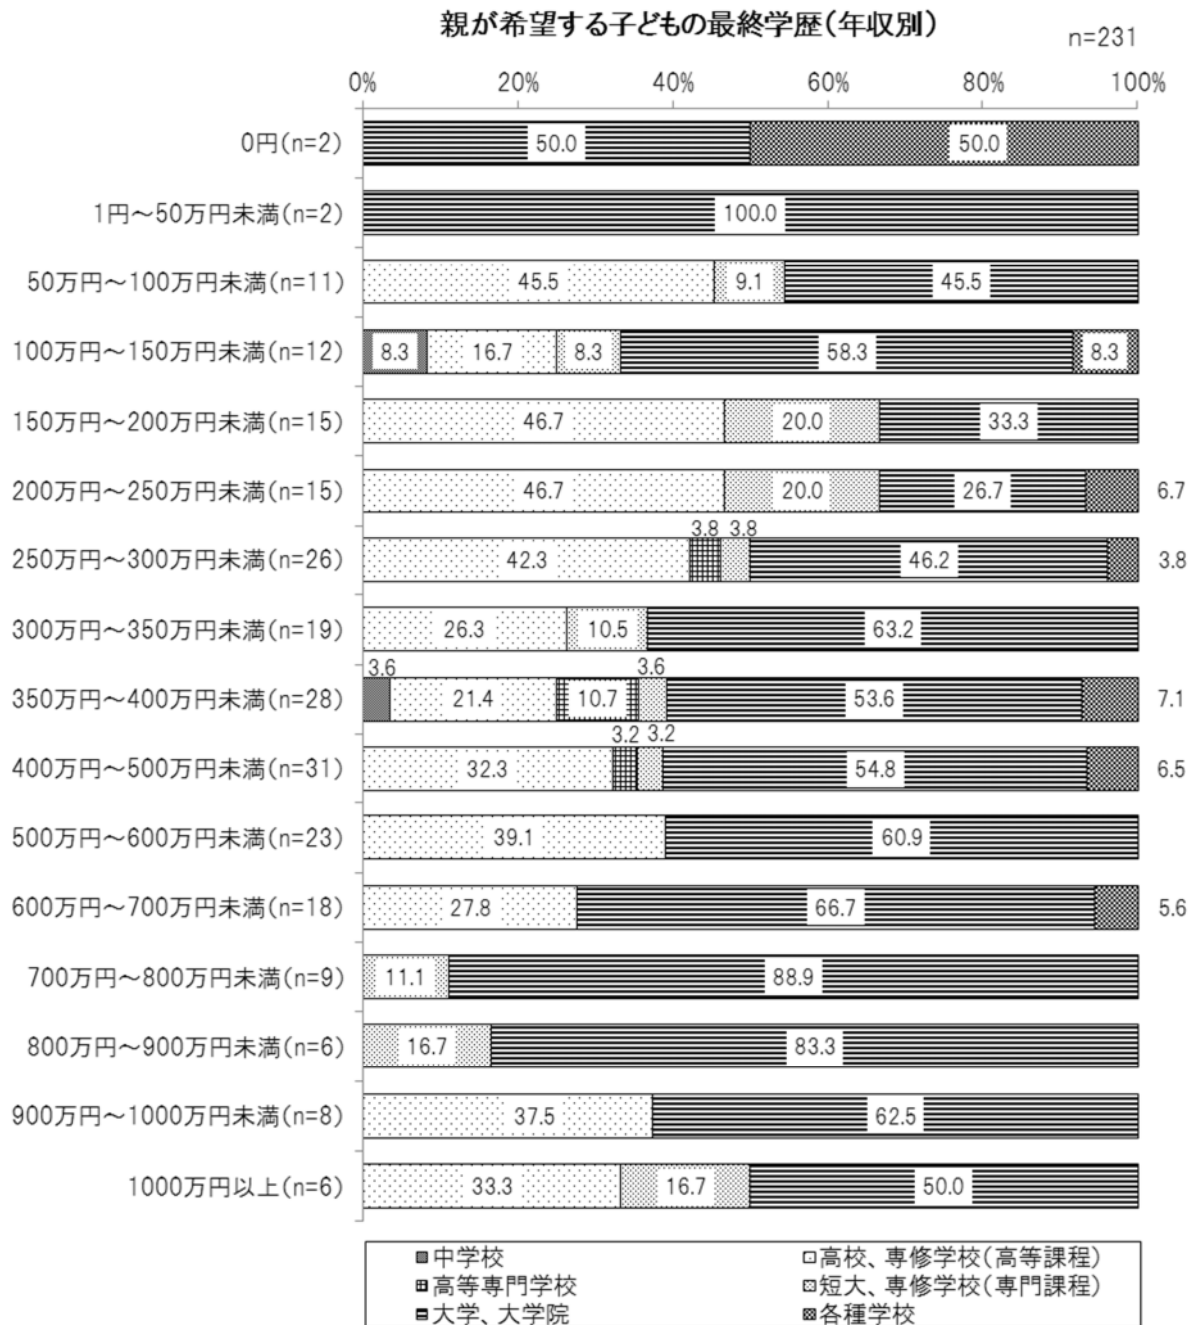 親が希望する子どもの最終学歴(年収別)
n=231
0% 20% 40% 60% 80% 100%
0円(n=2) 50.0 50.0
1円～50万円未満(n=2) 100.0
50万円～100万円未満(n=11) 45.5 9.1 45.5
100万円～150万円未満(n=12) 8.3 16.7 8.3 58.3 8.3
150万円～200万円未満(n=15) 46.7 20.0 33.3
200万円～250万円未満(n=15) 46.7 20.0 26.7 6.7
3.8 3.8
250万円～300万円未満(n=26) 42.3 46.2 3.8
300万円～350万円未満(n=19) 26.3 10.5 63.2
3.6 3.6
350万円～400万円未満(n=28) 21.4 10.7 53.6 7.1
3.2 3.2
400万円～500万円未満(n=31) 32.3 54.8 6.5
500万円～600万円未満(n=23) 39.1 60.9
600万円～700万円未満(n=18) 27.8 66.7 5.6
700万円～800万円未満(n=9) 11.1 88.9
800万円～900万円未満(n=6) 16.7 83.3
900万円～1000万円未満(n=8) 37.5 62.5
1000万円以上(n=6) 33.3 16.7 50.0
中学校 高校、専修学校(高等課程)
高等専門学校 短大、専修学校(専門課程)
大学、大学院 各種学校